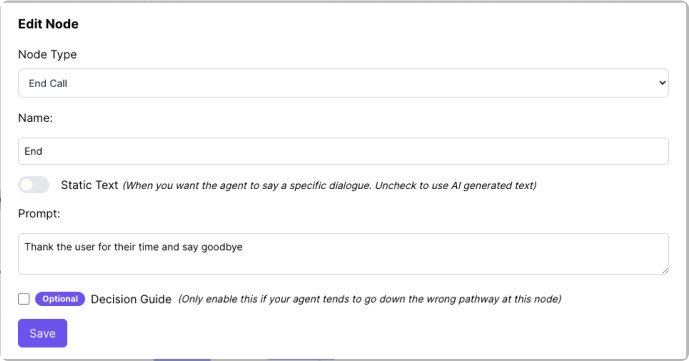 Edit Node
Node Type
End Call
Name:
End
Static Text (When you want the agent to say a specific dialogue. Uncheck to use AI generated text)
Prompt:
Thank the user for their time and say goodbye
Optional Decision Guide (Only enable this if your agent tends to go down the wrong pathway at this node)
Save